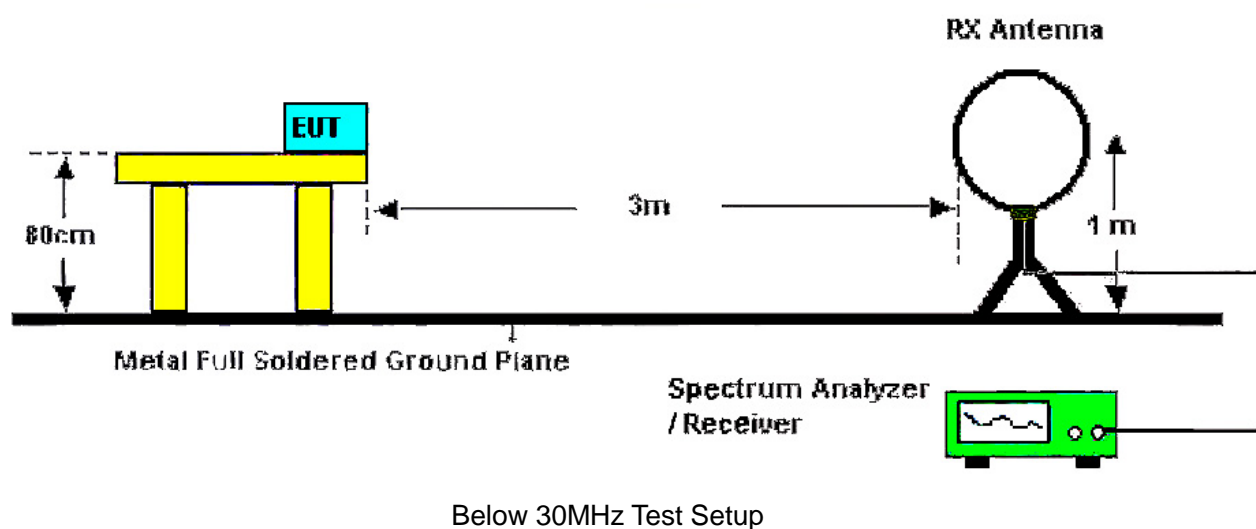 RX Antenna
EUT
80cm
3m
1 m
Metal Full Soldered Ground Plane
Spectrum Analyzer
/ Receiver
Below 30MHz Test Setup